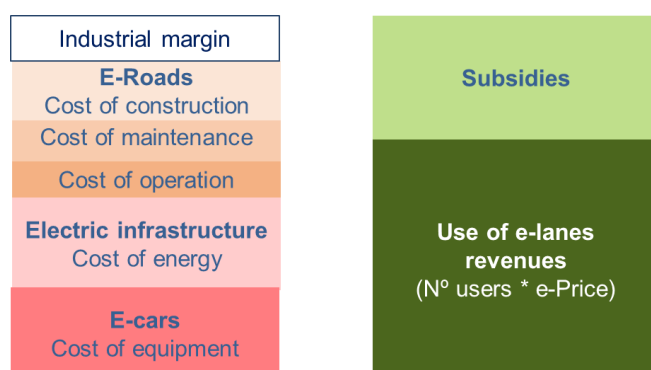 Industrial margin
E-Roads
Cost of construction
Cost of maintenance
Cost of operation
Electric infrastructure
Cost of energy
E-cars
Cost of equipment
Subsidies
Use of e-lanes
revenues
(Nº users * e-Price)